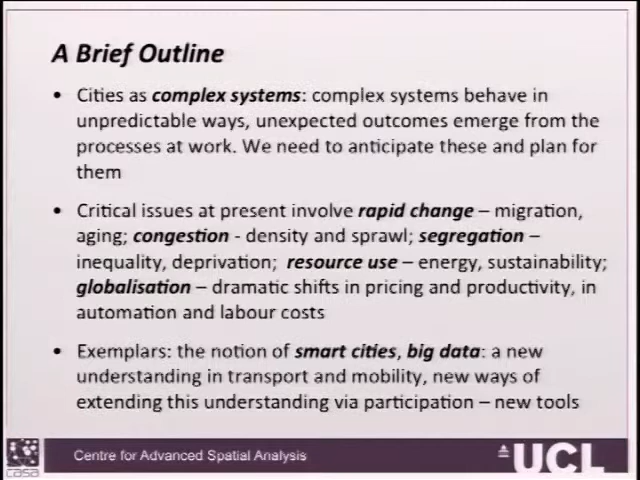 A Brief Outline
• Cities as complex systems: complex systems behave in
unpredictable ways, unexpected outcomes emerge from the
processes at work. We need to anticipate these and plan for
them
• Critical issues at present involve rapid change – migration,
aging; congestion - density and sprawl; segregation –
inequality, deprivation; resource use – energy, sustainability;
globalisation – dramatic shifts in pricing and productivity, in
automation and labour costs
• Exemplars: the notion of smart cities, big data: a new
understanding in transport and mobility, new ways of
extending this understanding via participation – new tools
casa
Centre for Advanced Spatial Analysis
UCL